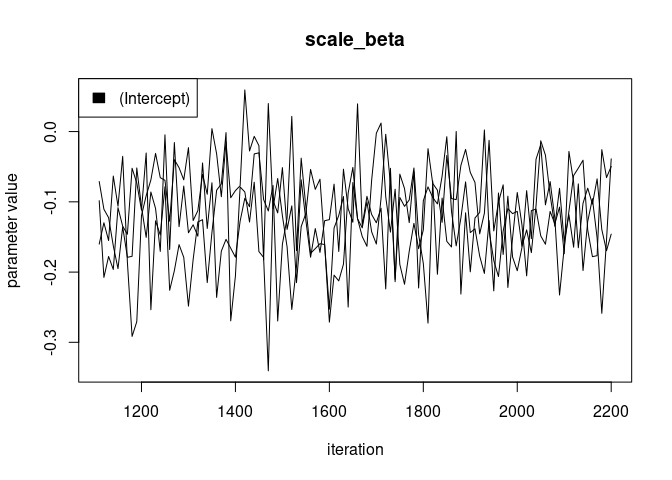 scale_beta
(Intercept)
0.0
-0.1
-0.2
-0.3
parameter value
1200 1400 1600 1800 2000 2200
iteration